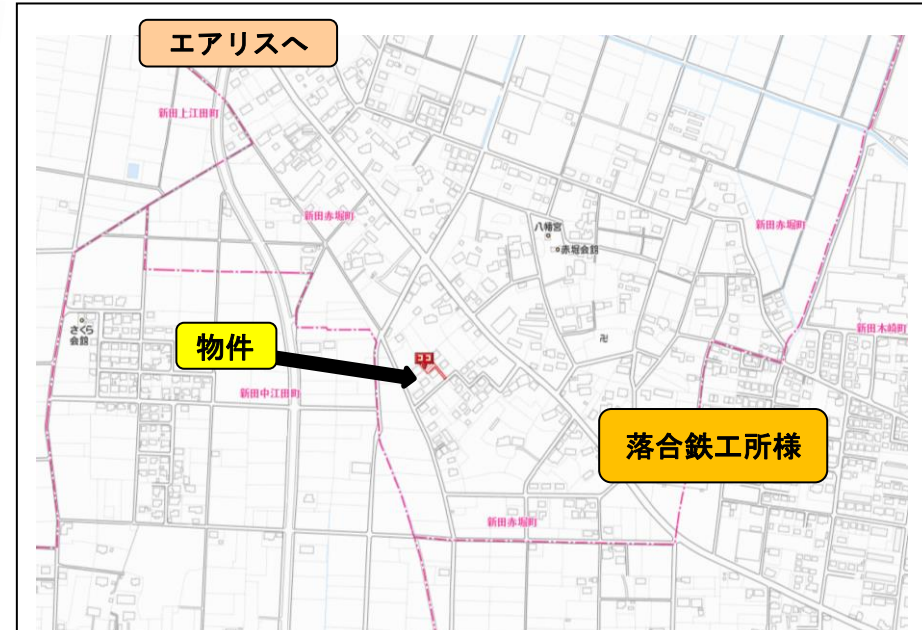 エアリスへ
新田上江田町
新田赤堀町
八幡宮
赤堀会館
新田赤堀町
さくら
会館
新田木崎町
物件
ココ
卍
新田中江田町
落合鉄工所様
新田赤堀町